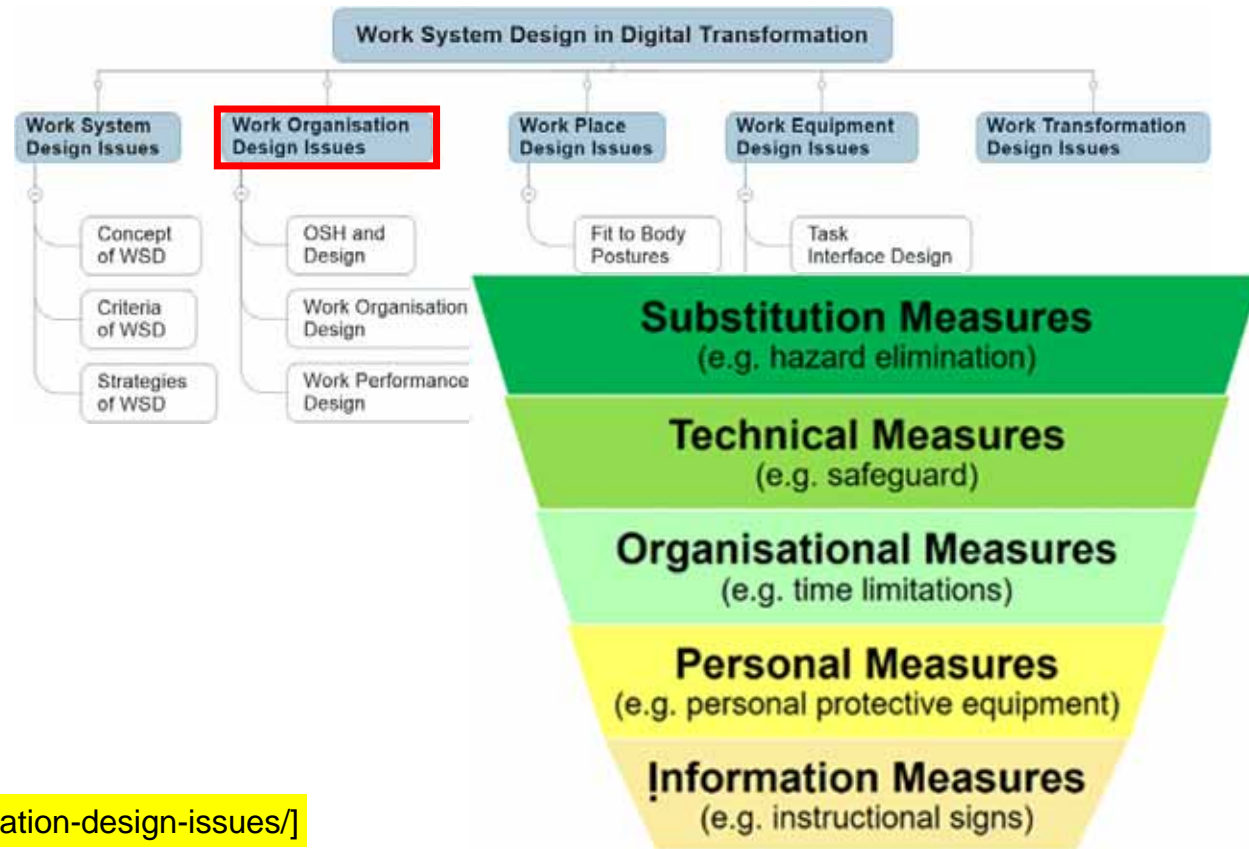 Work System Design in Digital Transformation
Work System
Design Issues
Work Organisation
Design Issues
Work Place
Design Issues
Work Equipment
Design Issues
Work Transformation
Design Issues
Concept
of WSD
Criteria
of WSD
Strategies
of WSD
OSH and
Design
Work Organisation
Design
Work Performance
Design
Fit to Body
Postures
Task
Interface Design
Substitution Measures
(e.g. hazard elimination)
Technical Measures
(e.g. safeguard)
Organisational Measures
(e.g. time limitations)
Personal Measures
(e.g. personal protective equipment)
Information Measures
(e.g. instructional signs)
ation-design-issues/]